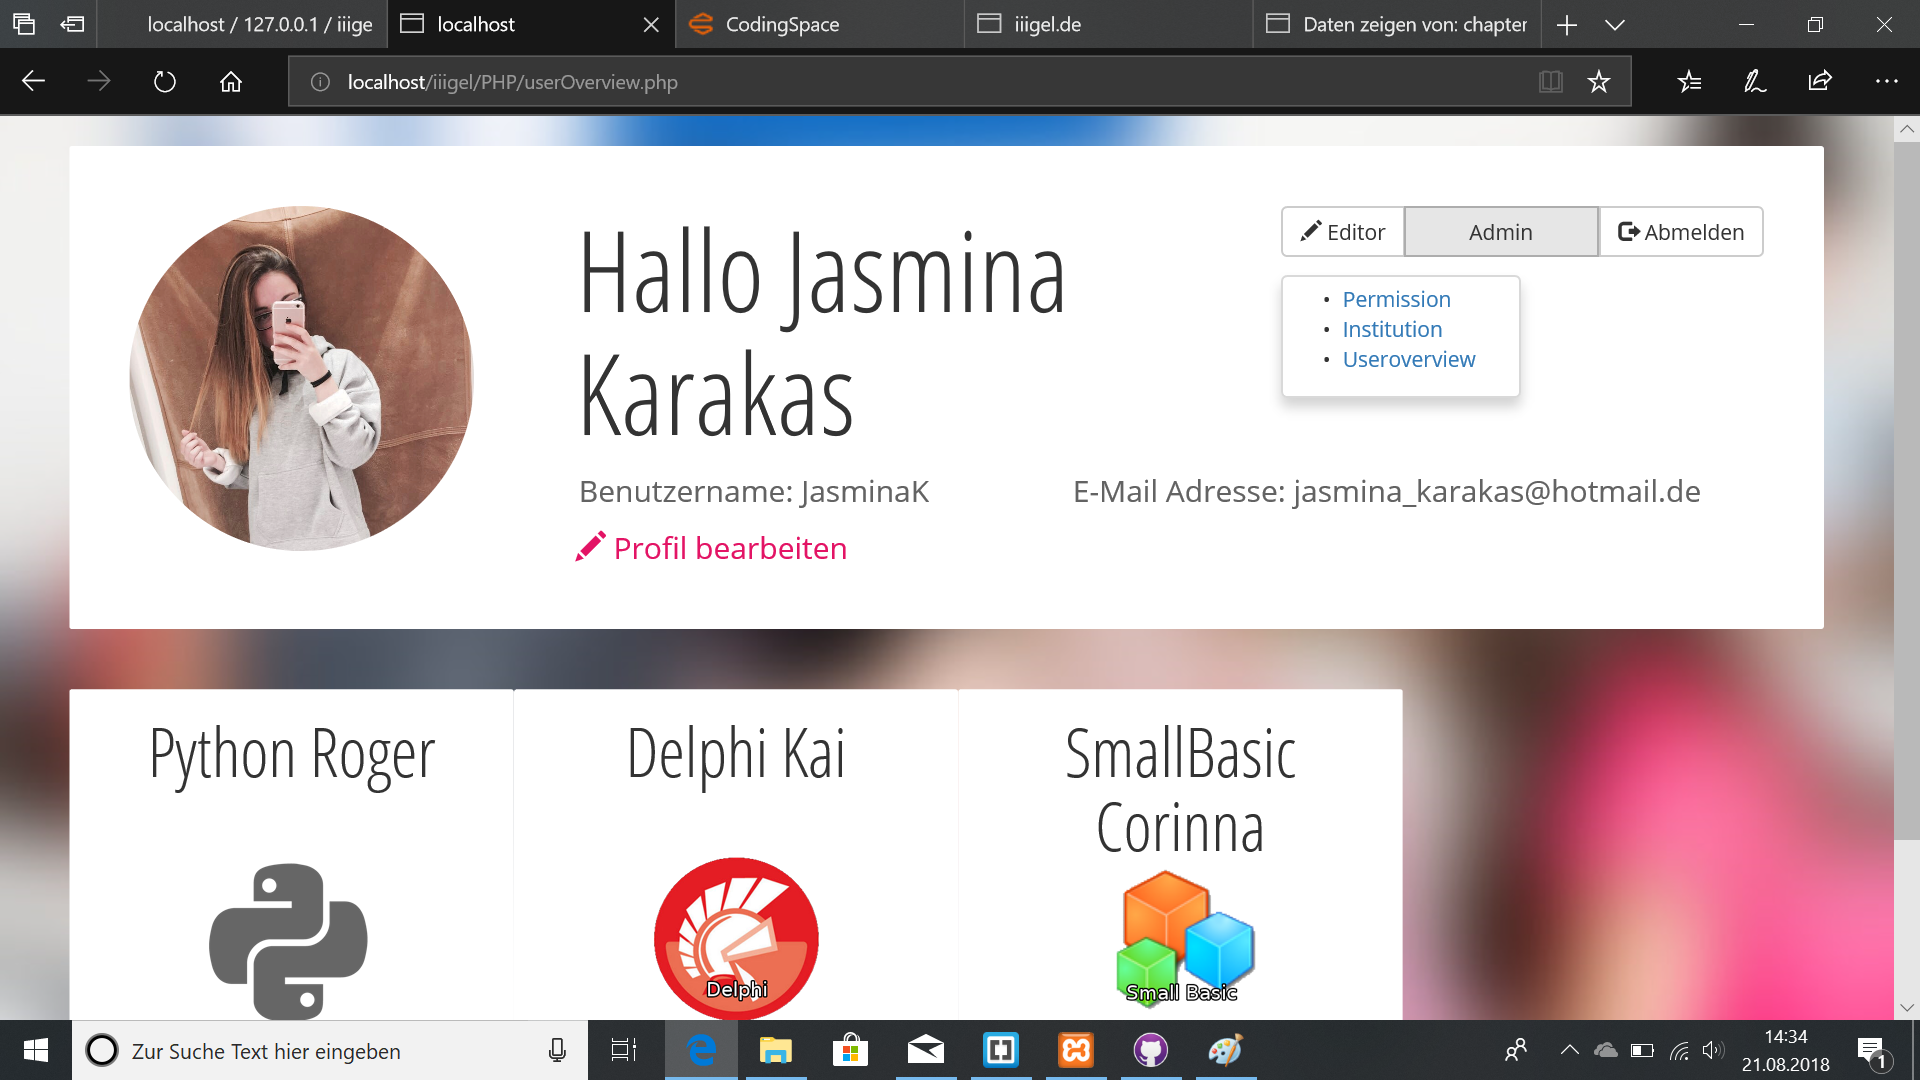 localhost / 127.0.0.1 / iiige
localhost
CodingSpace
iiigel.de
Daten zeigen von: chapter
localhost/iiigel/PHP/userOverview.php
Hallo Jasmina
Karakas
Editor
Admin
Abmelden
Permission
Institution
Useroverview
Benutzername: JasminaK
E-Mail Adresse: jasmina_karakas@hotmail.de
Profil bearbeiten
Python Roger
Delphi Kai
SmallBasic
Corinna
Delphi
Small Basic
Zur Suche Text hier eingeben
14:34
21.08.2018
1